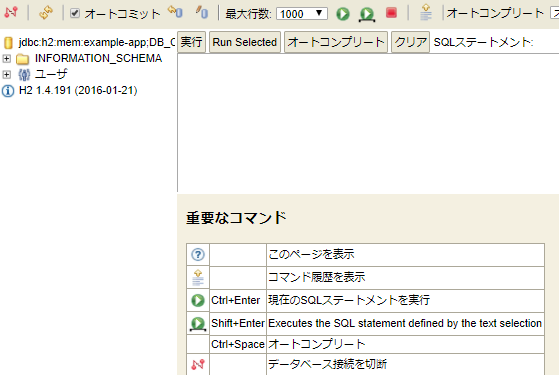 オートコミット 最大行数: 1000 オートコンプリート
jdbc:h2:mem:example-app;DB_C
実行 Run Selected オートコンプリート クリア SQLステートメント:
INFORMATION_SCHEMA
ユーザ
H2 1.4.191 (2016-01-21)
重要なコマンド
このページを表示
コマンド履歴を表示
Ctrl+Enter 現在のSQLステートメントを実行
Shift+Enter Executes the SQL statement defined by the text selection
Ctrl+Space オートコンプリート
データベース接続を切断